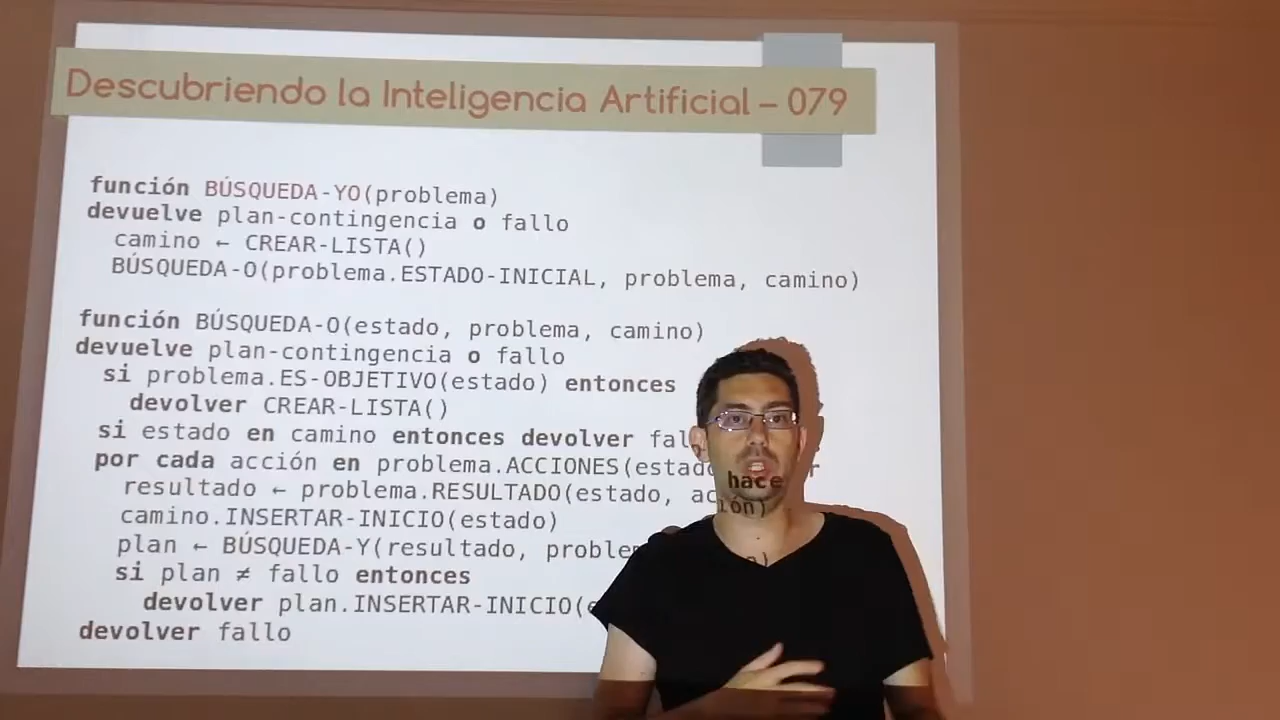 Descubriendo la Inteligencia Artificial – 079
función BÚSQUEDA-YO(problema)
devuelve plan-contingencia o fallo
camino ← CREAR-LISTA()
BÚSQUEDA-O(problema.ESTADO-INICIAL, problema, camino)
función BÚSQUEDA-O(estado, problema, camino)
devuelve plan-contingencia o fallo
si problema.ES-OBJETIVO(estado) entonces
devolver CREAR-LISTA()
si estado en camino entonces devolver
por cada acción en problema.ACCIONES(estado hace
resultado ← problema.RESULTADO(estado, acción)
camino.INSERTAR-INICIO(estado)
plan ← BÚSQUEDA-Y(resultado,
si plan ≠ fallo entonces
devolver plan.INSERTAR-INICIO(
devolver fallo